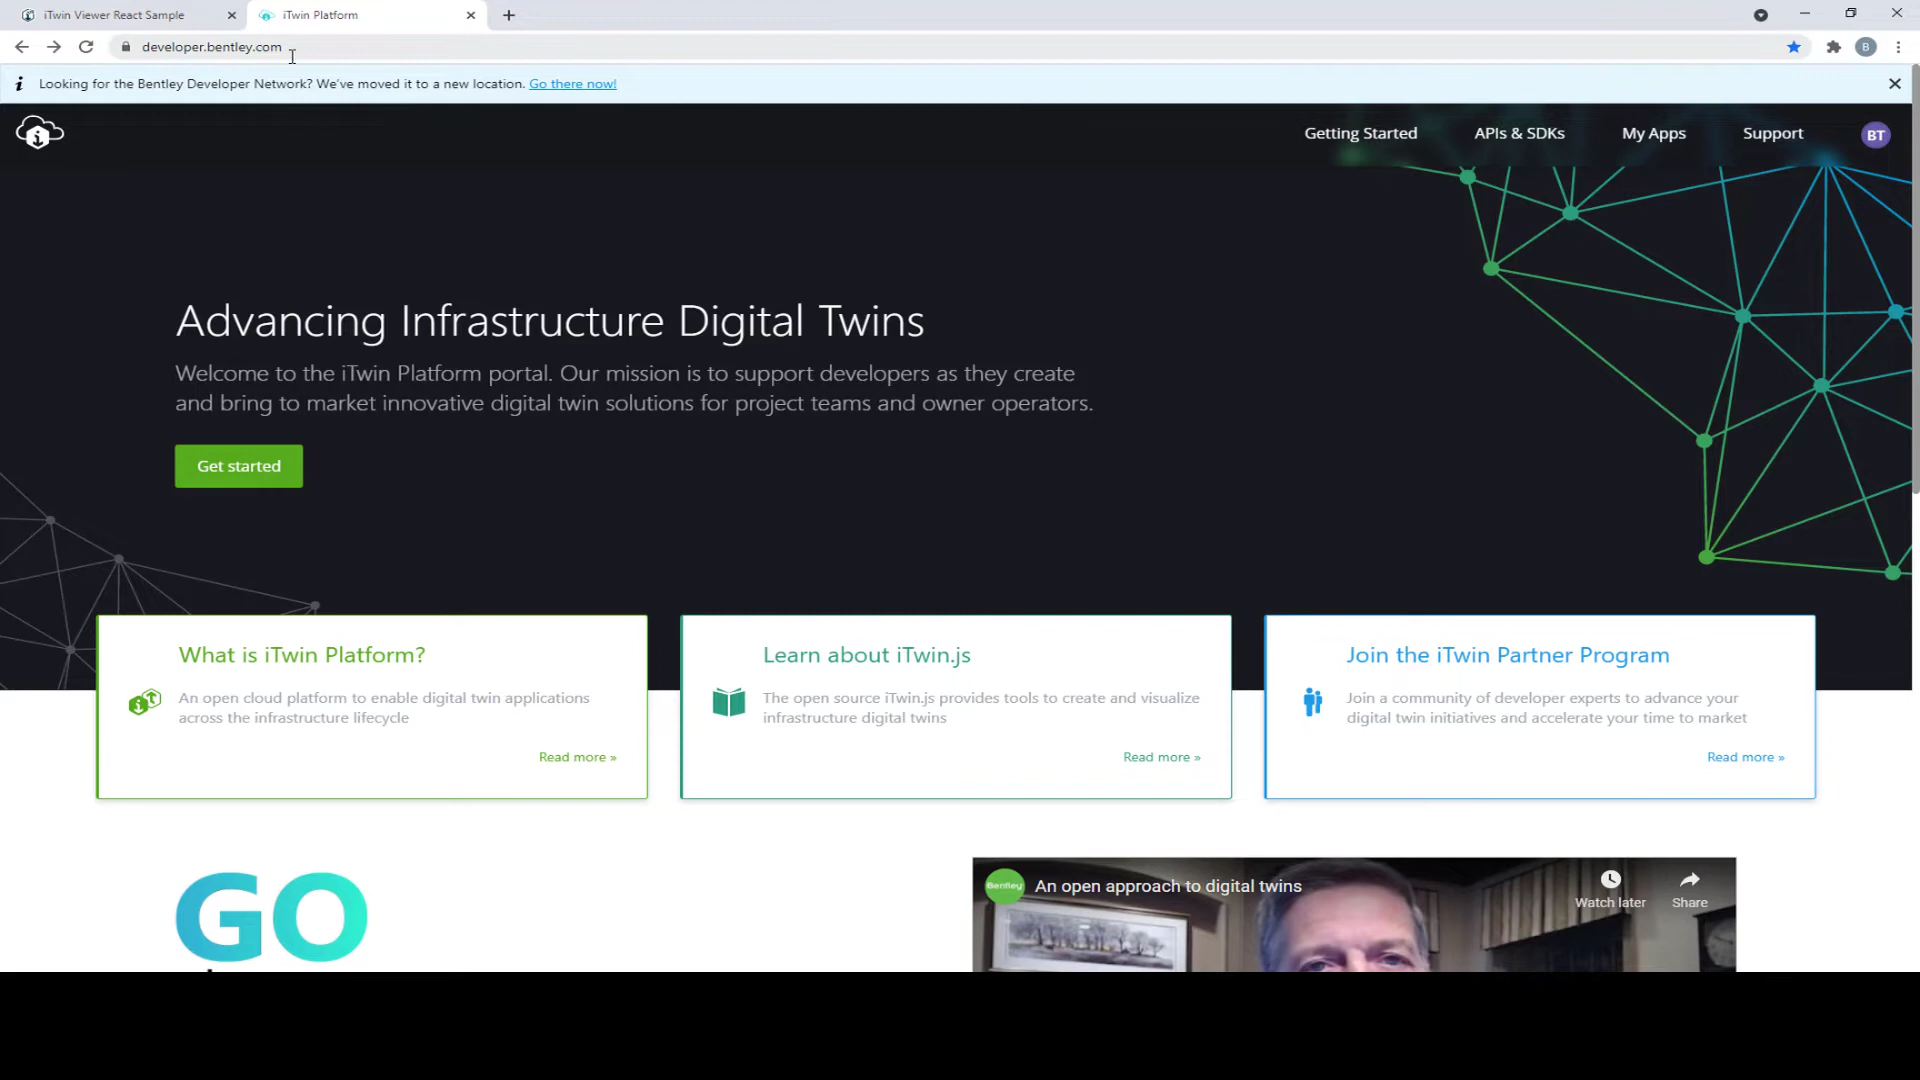 iTwin Viewer React Sample
iTwin Platform
developer.bentley.com
B
Looking for the Bentley Developer Network? We've moved it to a new location. Go there now!
Getting Started
APIs & SDKs
My Apps
Support
BT
Advancing Infrastructure Digital Twins
Welcome to the iTwin Platform portal. Our mission is to support developers as they create
and bring to market innovative digital twin solutions for project teams and owner operators.
Get started
What is iTwin Platform?
An open cloud platform to enable digital twin applications
across the infrastructure lifecycle
Read more »
Learn about iTwin.js
The open source iTwin.js provides tools to create and visualize
infrastructure digital twins
Read more »
Join the iTwin Partner Program
Join a community of developer experts to advance your
digital twin initiatives and accelerate your time to market
Read more »
GO
Bentley
An open approach to digital twins
Watch later
Share